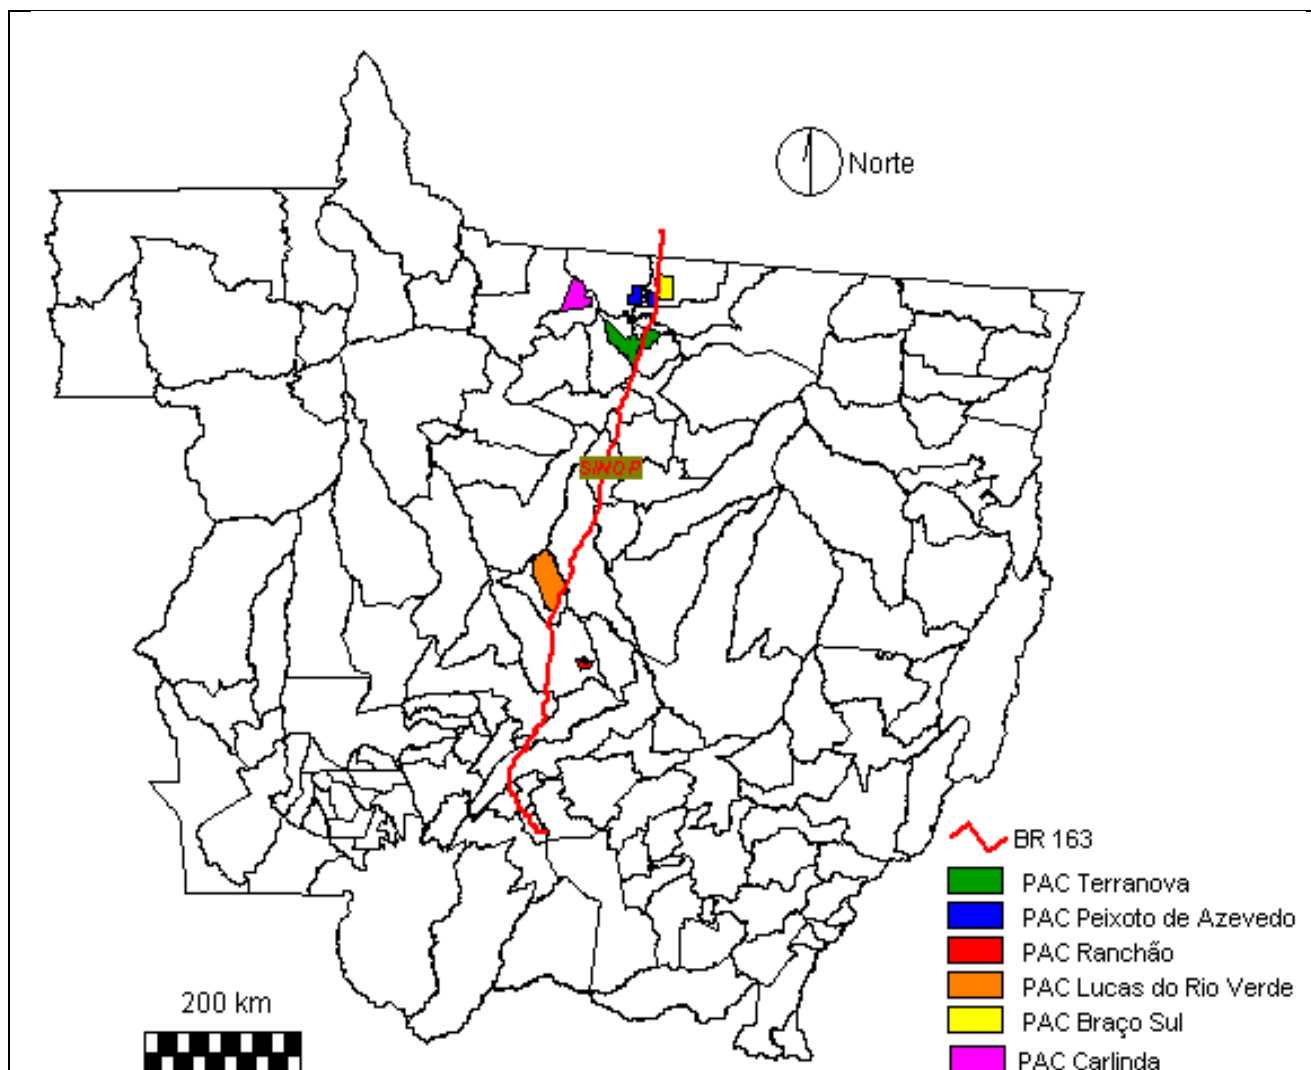 Norte
SINOP
BR 163
PAC Terranova
PAC Peixoto de Azevedo
PAC Ranchão
PAC Lucas do Rio Verde
PAC Braço Sul
PAC Carlinda
200 km